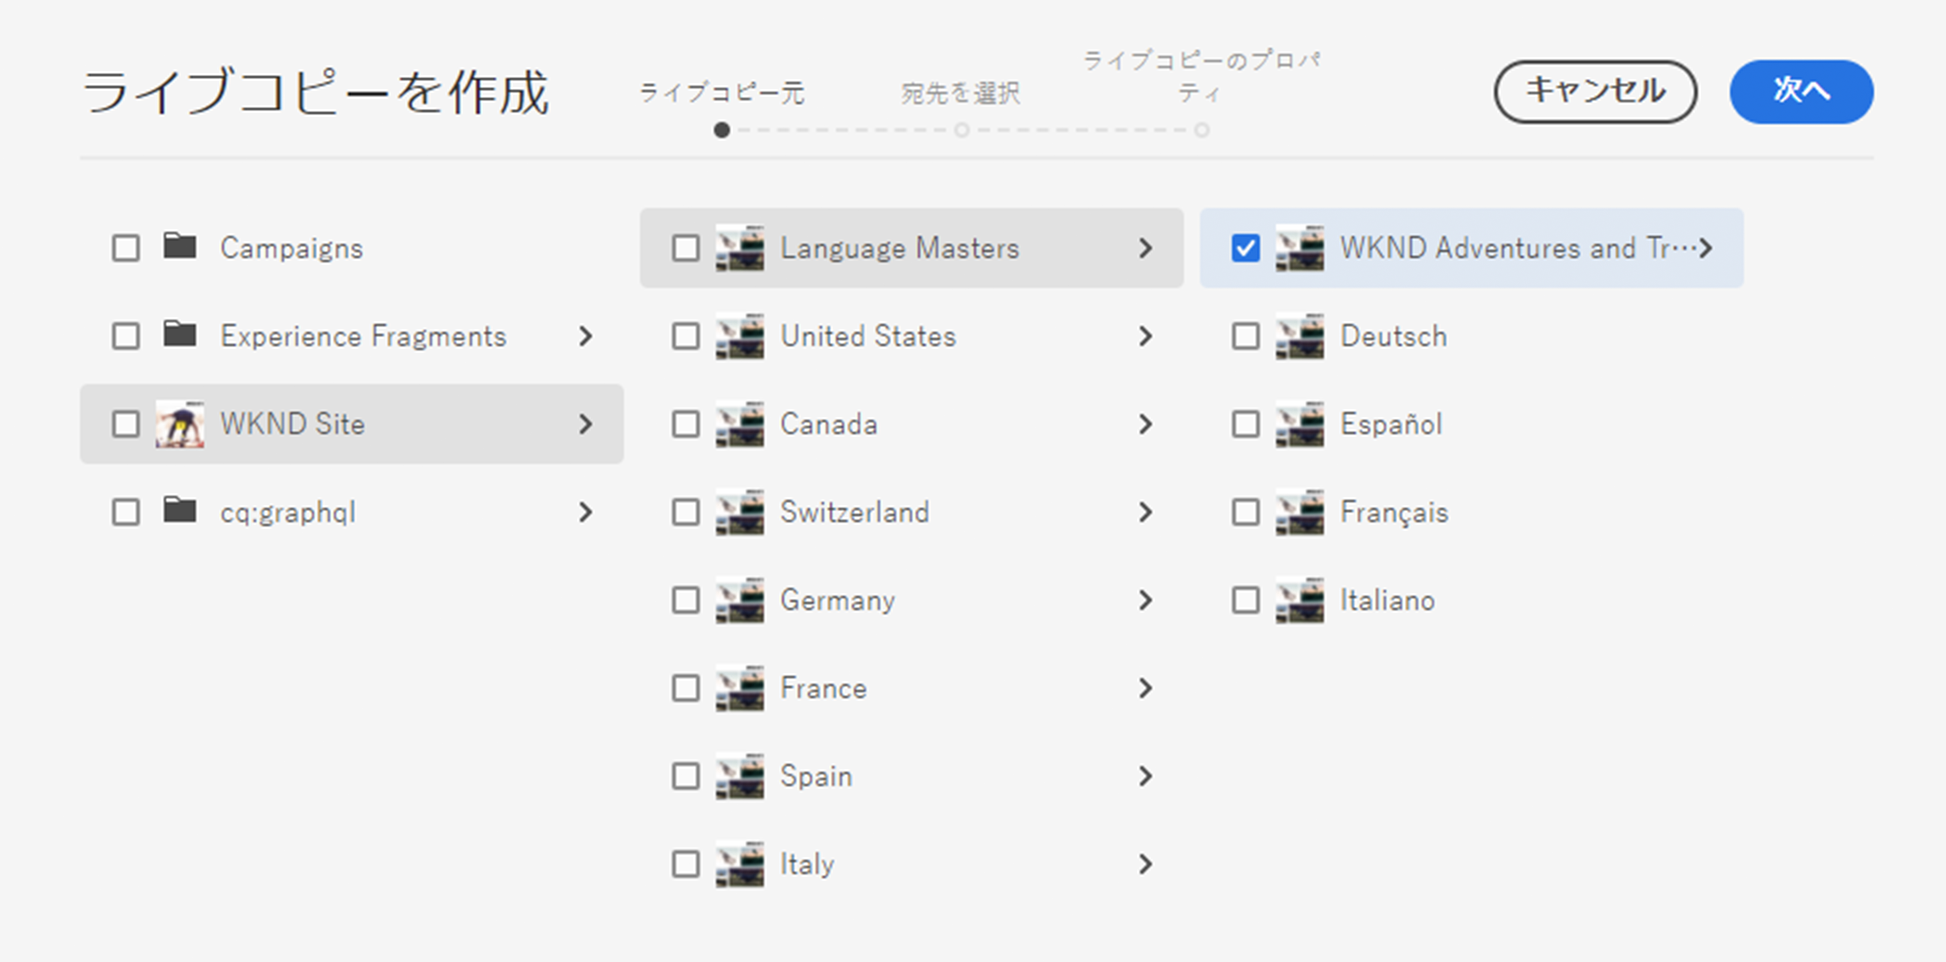 ライブコピーを作成
ライブコピー元
宛先を選択
ライブコピーのプロパ
ティ
キャンセル
次へ
Campaigns
Experience Fragments
WKND Site
cq:graphql
Language Masters
United States
Canada
Switzerland
Germany
France
Spain
Italy
WKND Adventures and Tr…
Deutsch
Español
Français
Italiano